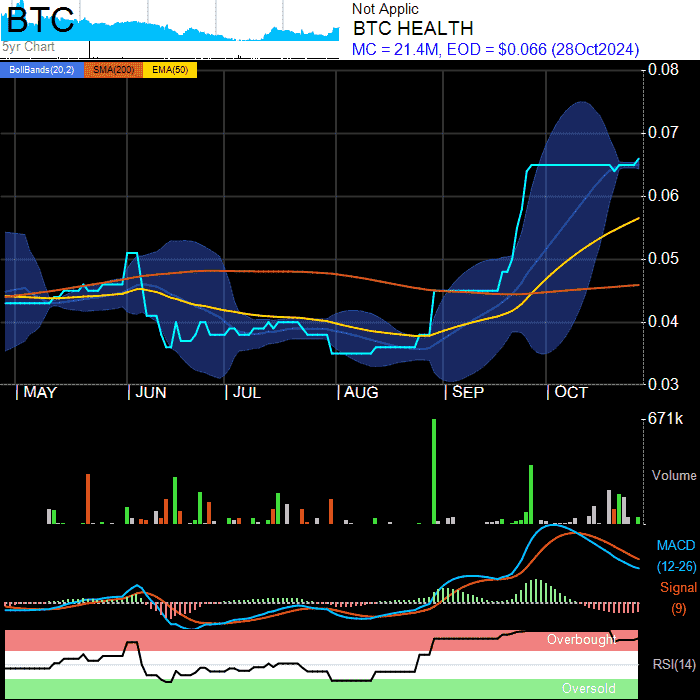 BTC
5yr Chart
Not Applic
BTC HEALTH
MC = 21.4M, EOD = $0.066 (28Oct2024)
BollBands(20,2) SMA(200) EMA(50)
0.08
0.07
0.06
0.05
0.04
0.03
MAY JUN JUL AUG SEP OCT
671k
Volume
MACD
(12-26)
Signal
(9)
Overbought
RSI(14)
Oversold